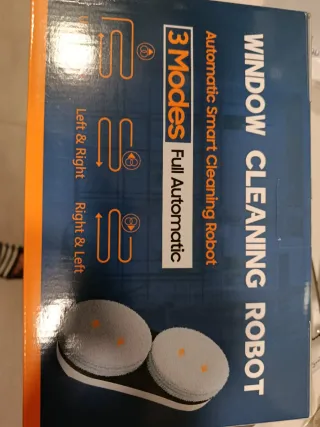 WINDOW CLEANING ROBOT
Automatic Smart Cleaning Robot
3 Modes Full Automatic
Left & Right
Right & Left